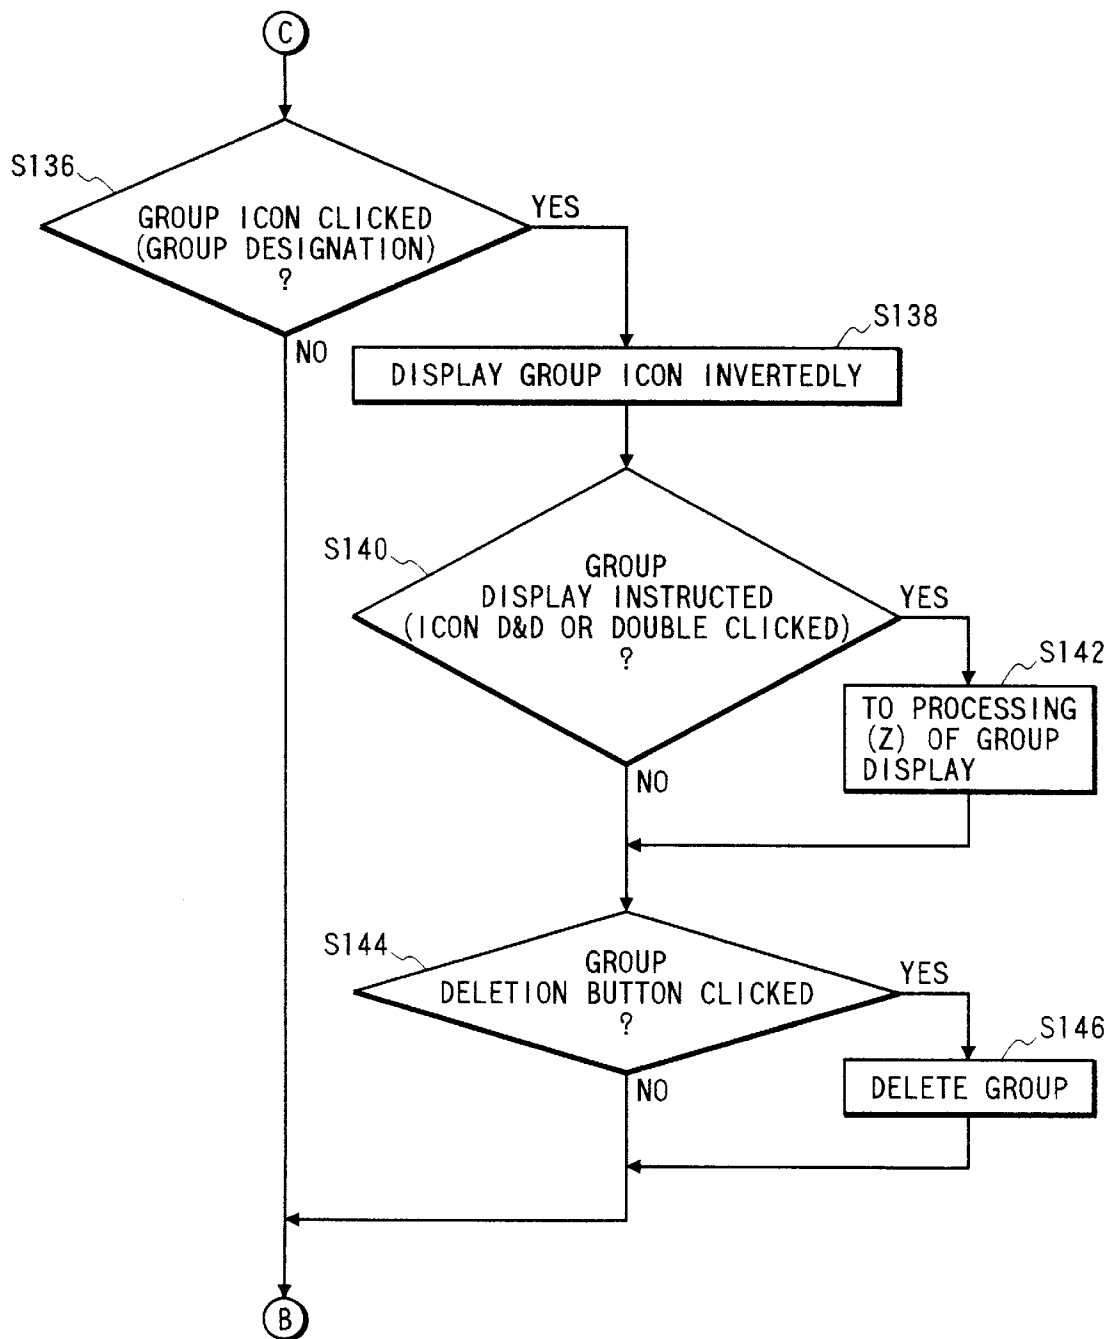 C
S136
GROUP ICON CLICKED
(GROUP DESIGNATION)
?
YES
NO
S138
DISPLAY GROUP ICON INVERTEDLY
S140
GROUP
DISPLAY INSTRUCTED
(ICON D&D OR DOUBLE CLICKED)
?
YES
NO
S142
TO PROCESSING
(Z) OF GROUP
DISPLAY
S144
GROUP
DELETION BUTTON CLICKED
?
YES
NO
S146
DELETE GROUP
B